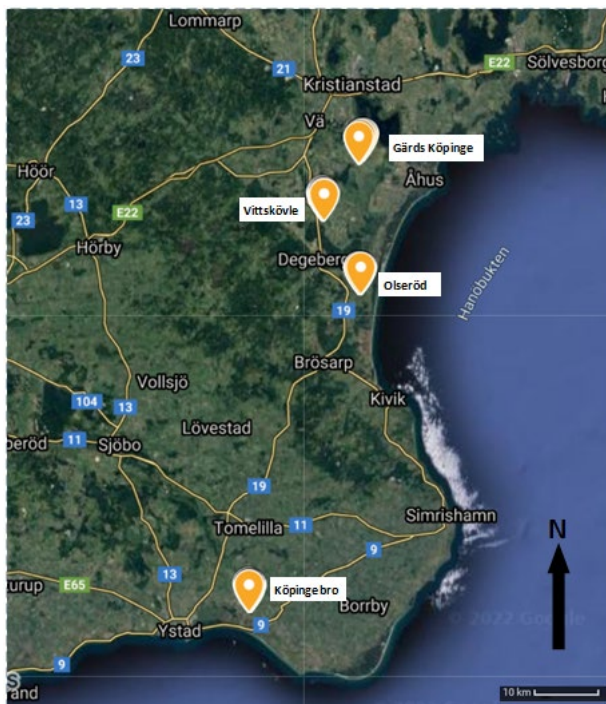 Lommarp
23
21
E22
Sölvesborg
Kristianstad
Vä
Gärds Köpinge
Höör
Åhus
13
E22
Vittskövle
23
Hörby
Degeberg
Hanöbukten
Olseröd
19
Brösarp
Vollsjö
104
13
Kivik
Lövestad
11
Sjöbo
19
Simrishamn
11
Tomelilla
N
9
13
E65
Köpingebro
Borrby
© 2022 Google
Ystad
9
9
10 km